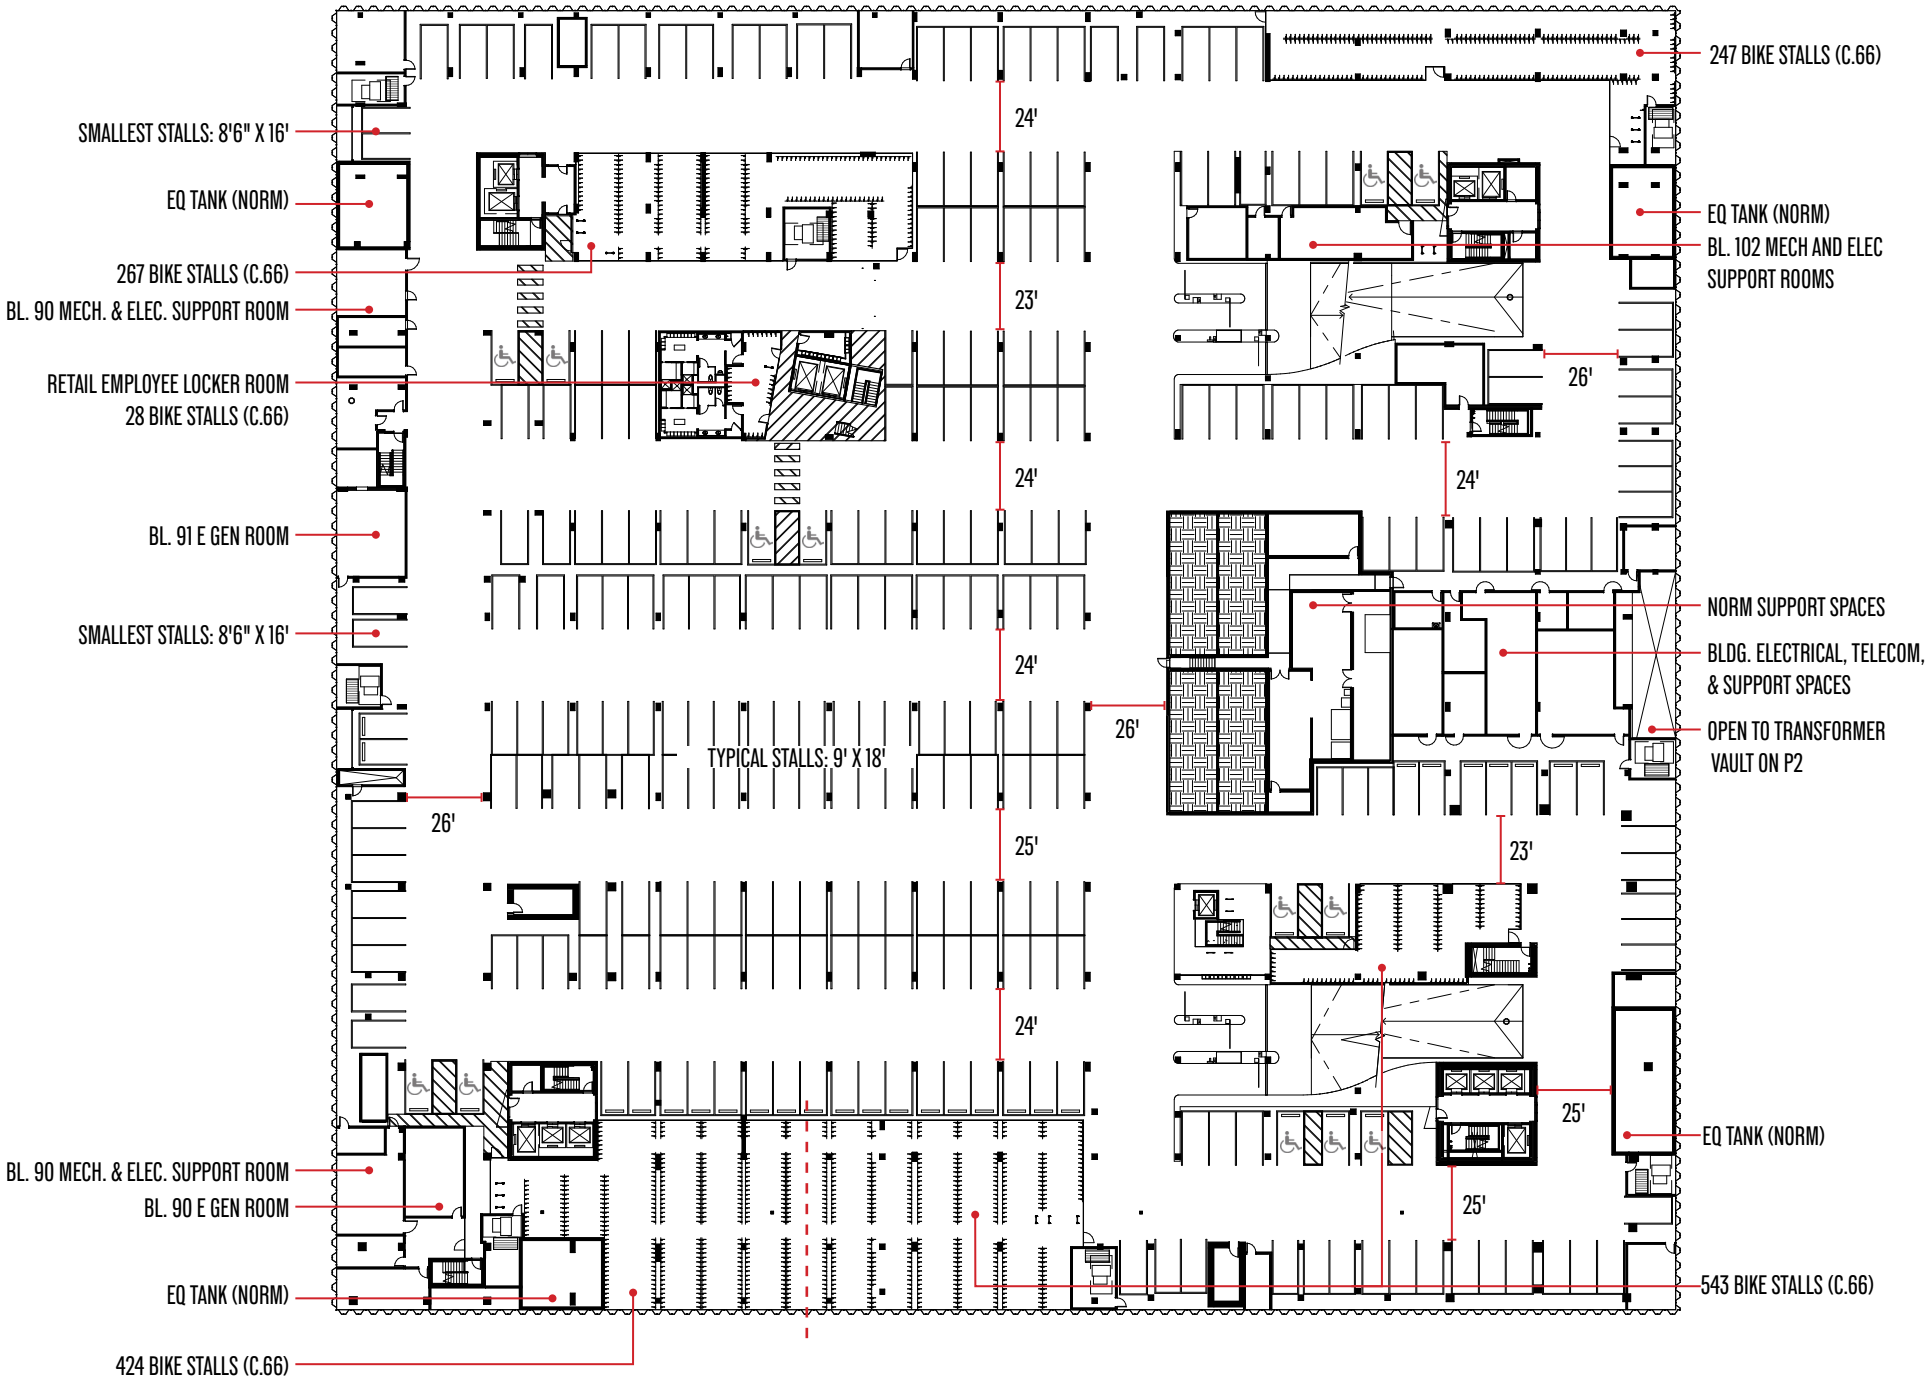 247 BIKE STALLS (C.66)
24'
SMALLEST STALLS: 8'6" X 16'
EQ TANK (NORM)
EQ TANK (NORM)
BL. 102 MECH AND ELEC
SUPPORT ROOMS
267 BIKE STALLS (C.66)
23'
BL. 90 MECH. & ELEC. SUPPORT ROOM
26'
RETAIL EMPLOYEE LOCKER ROOM
28 BIKE STALLS (C.66)
24'
24'
BL. 91 E GEN ROOM
NORM SUPPORT SPACES
SMALLEST STALLS: 8'6" X 16'
24'
BLDG. ELECTRICAL, TELECOM,
& SUPPORT SPACES
26'
OPEN TO TRANSFORMER
VAULT ON P2
TYPICAL STALLS: 9' X 18'
26'
25'
23'
24'
25'
EQ TANK (NORM)
BL. 90 MECH. & ELEC. SUPPORT ROOM
BL. 90 E GEN ROOM
25'
543 BIKE STALLS (C.66)
EQ TANK (NORM)
424 BIKE STALLS (C.66)